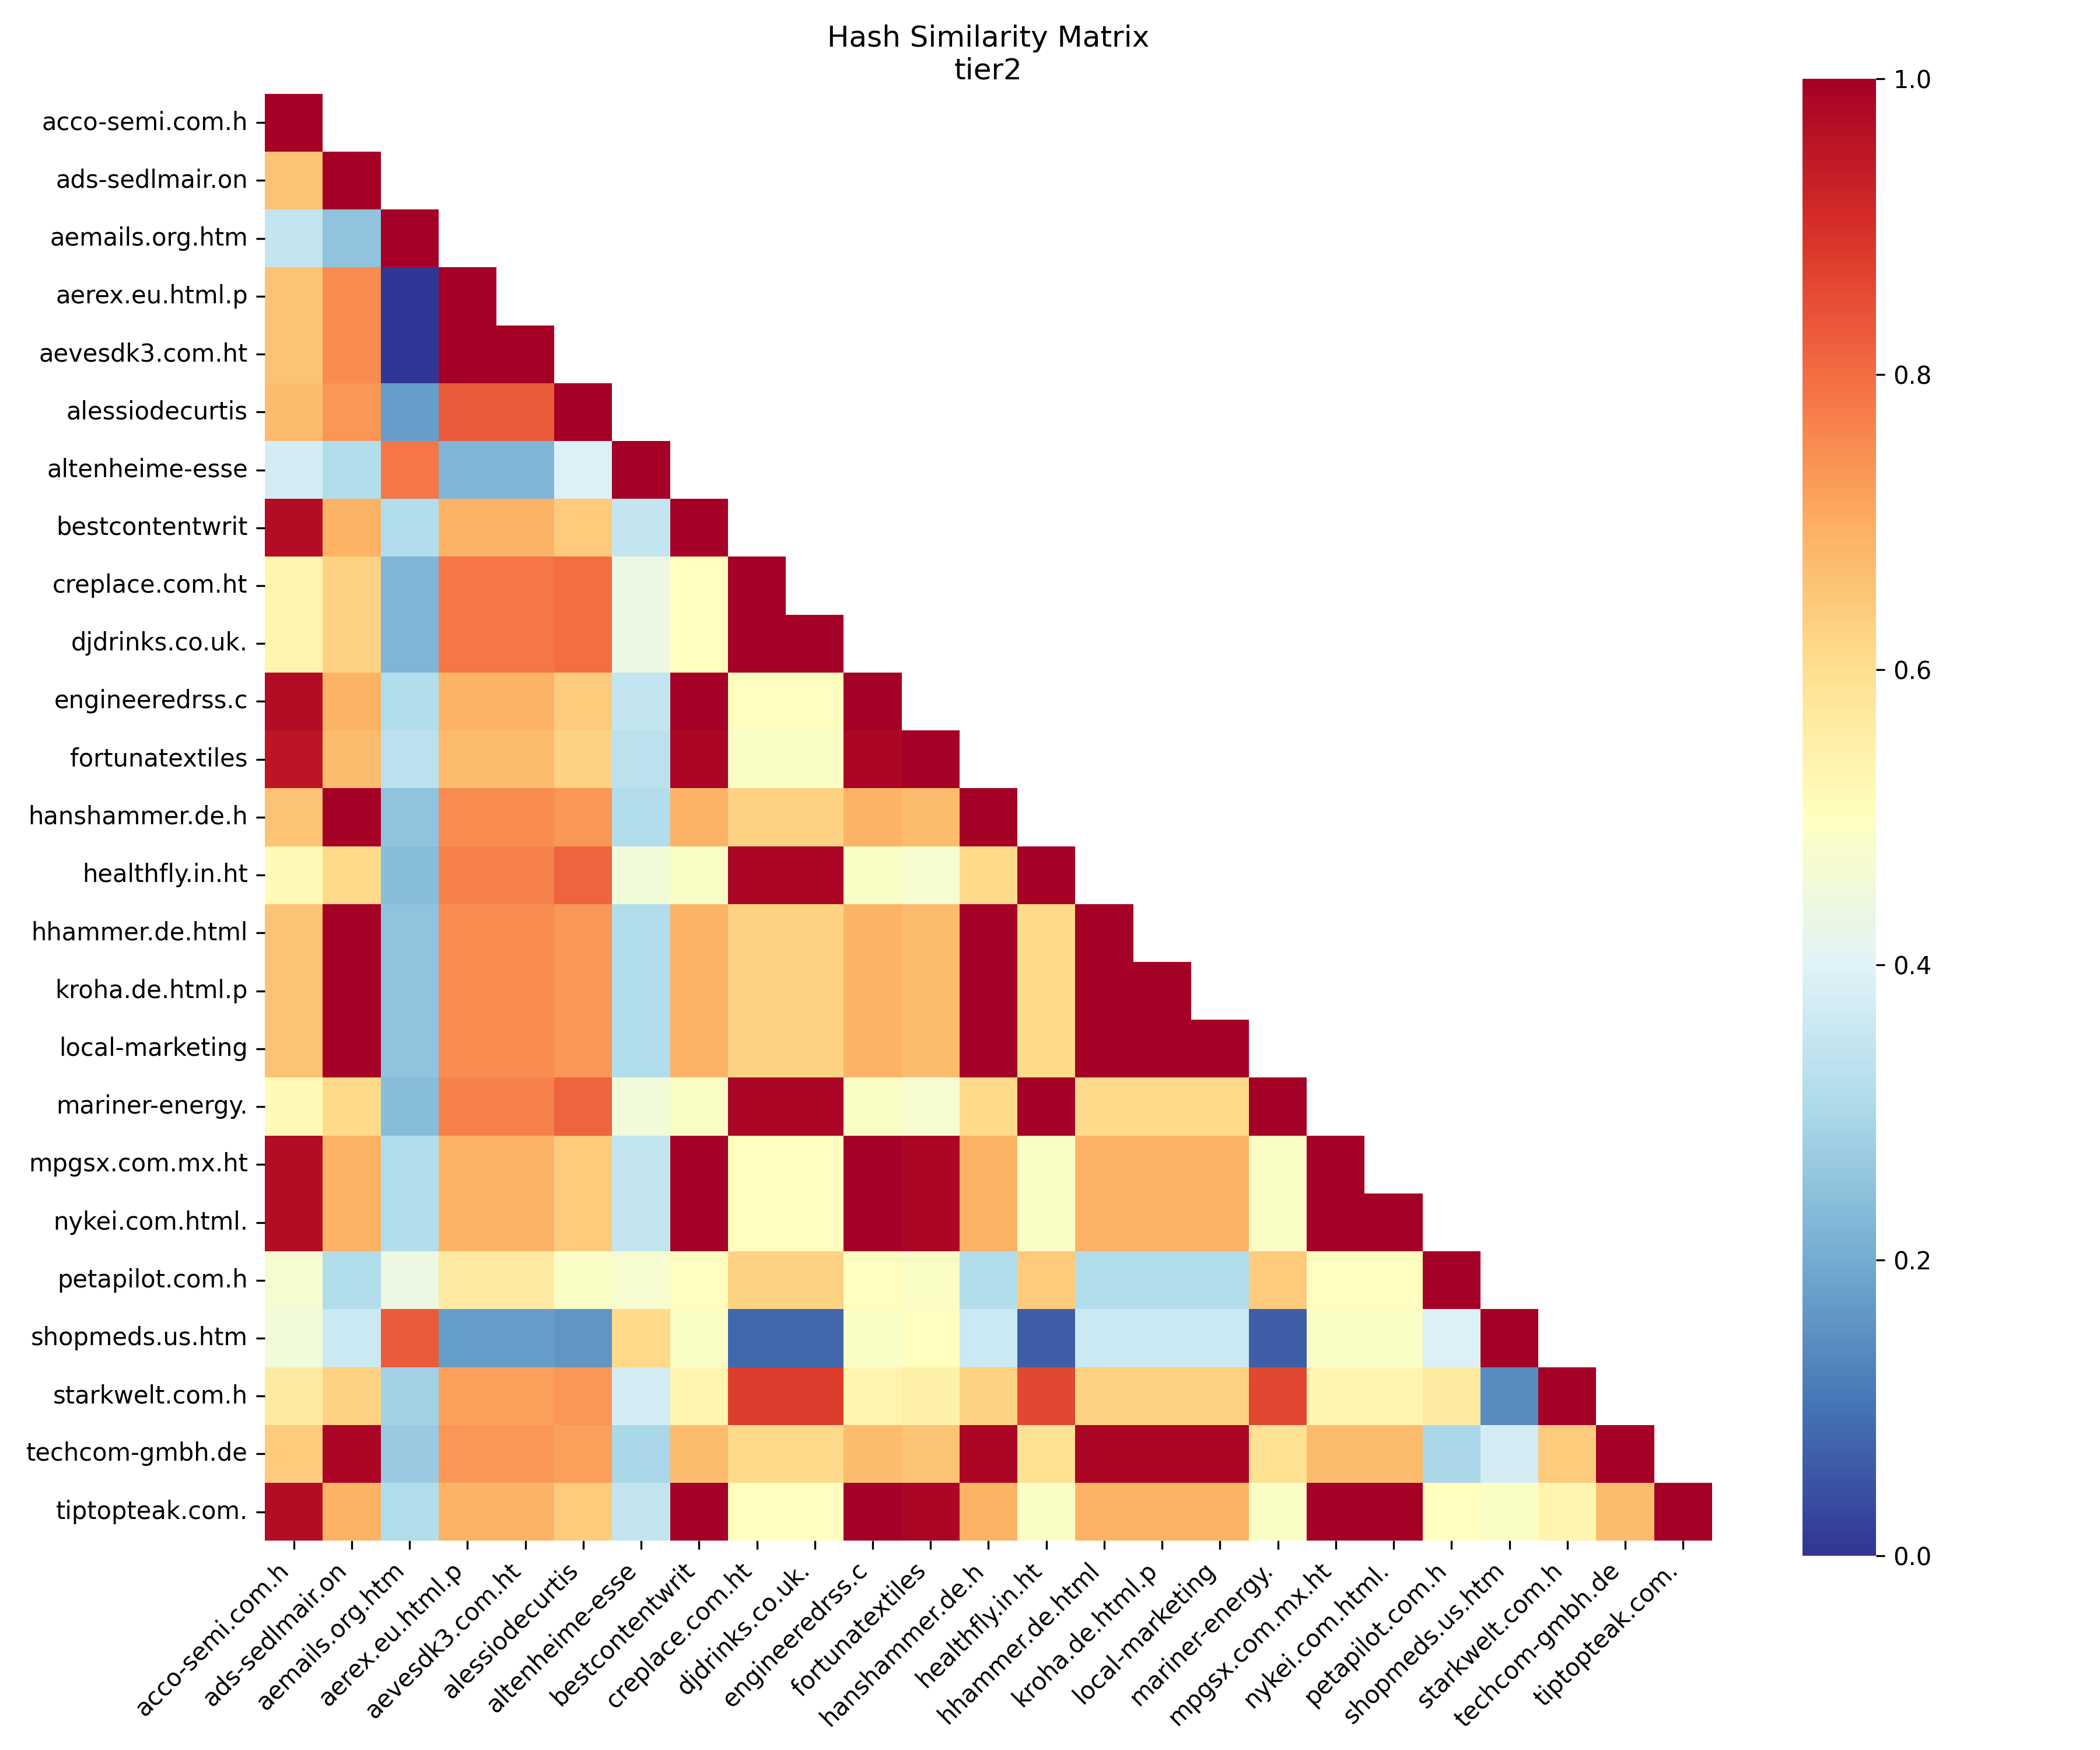 Hash Similarity Matrix
tier2
acco-semi.com.h
ads-sedlmair.on
aemails.org.htm
aerex.eu.html.p
aevesdk3.com.ht
alessiodecurtis
altenheime-esse
bestcontentwrit
creplace.com.ht
djdrinks.co.uk.
engineeredrss.c
fortunatextiles
hanshammer.de.h
healthfly.in.ht
hhammer.de.html
kroha.de.html.p
local-marketing
mariner-energy.
mpgsx.com.mx.ht
nykei.com.html.
petapilot.com.h
shopmeds.us.htm
starkwelt.com.h
techcom-gmbh.de
tiptopteak.com.
acco-semi.com.h
ads-sedlmair.on
aemails.org.htm
aerex.eu.html.p
aevesdk3.com.ht
alessiodecurtis
altenheime-esse
bestcontentwrit
creplace.com.ht
djdrinks.co.uk.
engineeredrss.c
fortunatextiles
hanshammer.de.h
healthfly.in.ht
hhammer.de.html
kroha.de.html.p
local-marketing
mariner-energy.
mpgsx.com.mx.ht
nykei.com.html.
petapilot.com.h
shopmeds.us.htm
starkwelt.com.h
techcom-gmbh.de
tiptopteak.com.
1.0
0.8
0.6
0.4
0.2
0.0